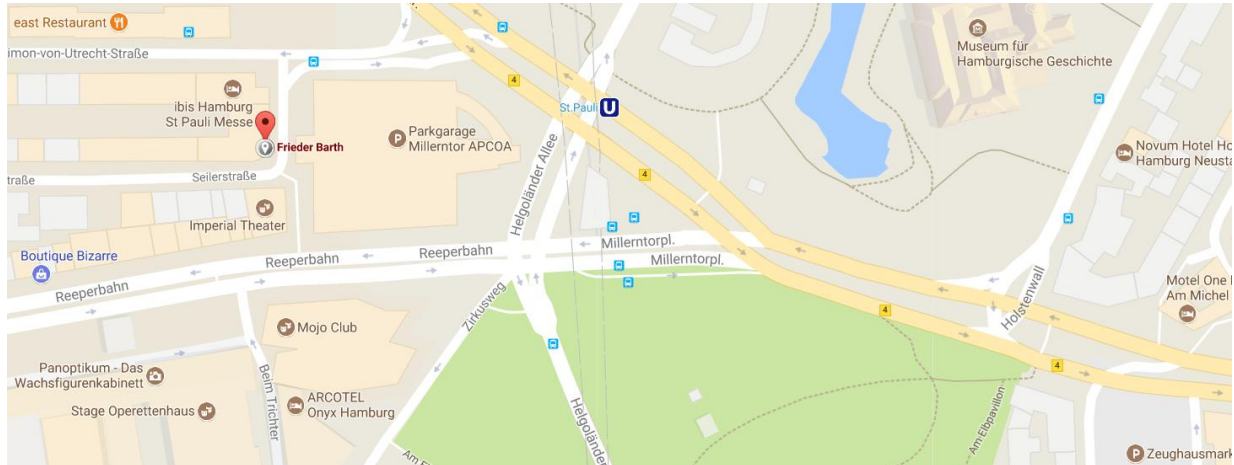 east Restaurant
imon-von-Utrecht-Straße
ibis Hamburg
St Pauli Messe
Frieder Barth
Parkgarage
Millerntor APCOA
traße
Seilerstraße
Imperial Theater
Boutique Bizarre
Reeperbahn
Reeperbahn
Reeperbahn
Helgoländer Allee
St.Pauli
U
4
4
4
4
Museum für
Hamburgische Geschichte
Novum Hotel Ho
Hamburg Neusta
Millerntorpl.
Millerntorpl.
Zirkusweg
Holstenwall
Motel One
Am Michel
Mojo Club
Panoptikum - Das
Wachsfigurenkabinett
Stage Operettenhaus
Beim Trichter
ARCOTEL
Onyx Hamburg
Helgoländer
Am Elbpavillon
P
P
Zeughausmark